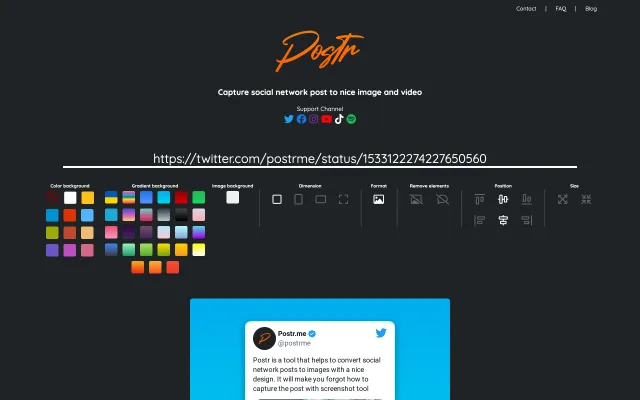 Contact | FAQ | Blog
Postr
Capture social network post to nice image and video
Support Channel
https://twitter.com/postrme/status/1533122274227650560
Color background Gradient background Image background Dimension Format Remove elements Position Size
Postr.me
@postrme
Postr is a tool that helps to convert social
network posts to images with a nice
design. It will make you forgot how to
capture the post with screenshot tool